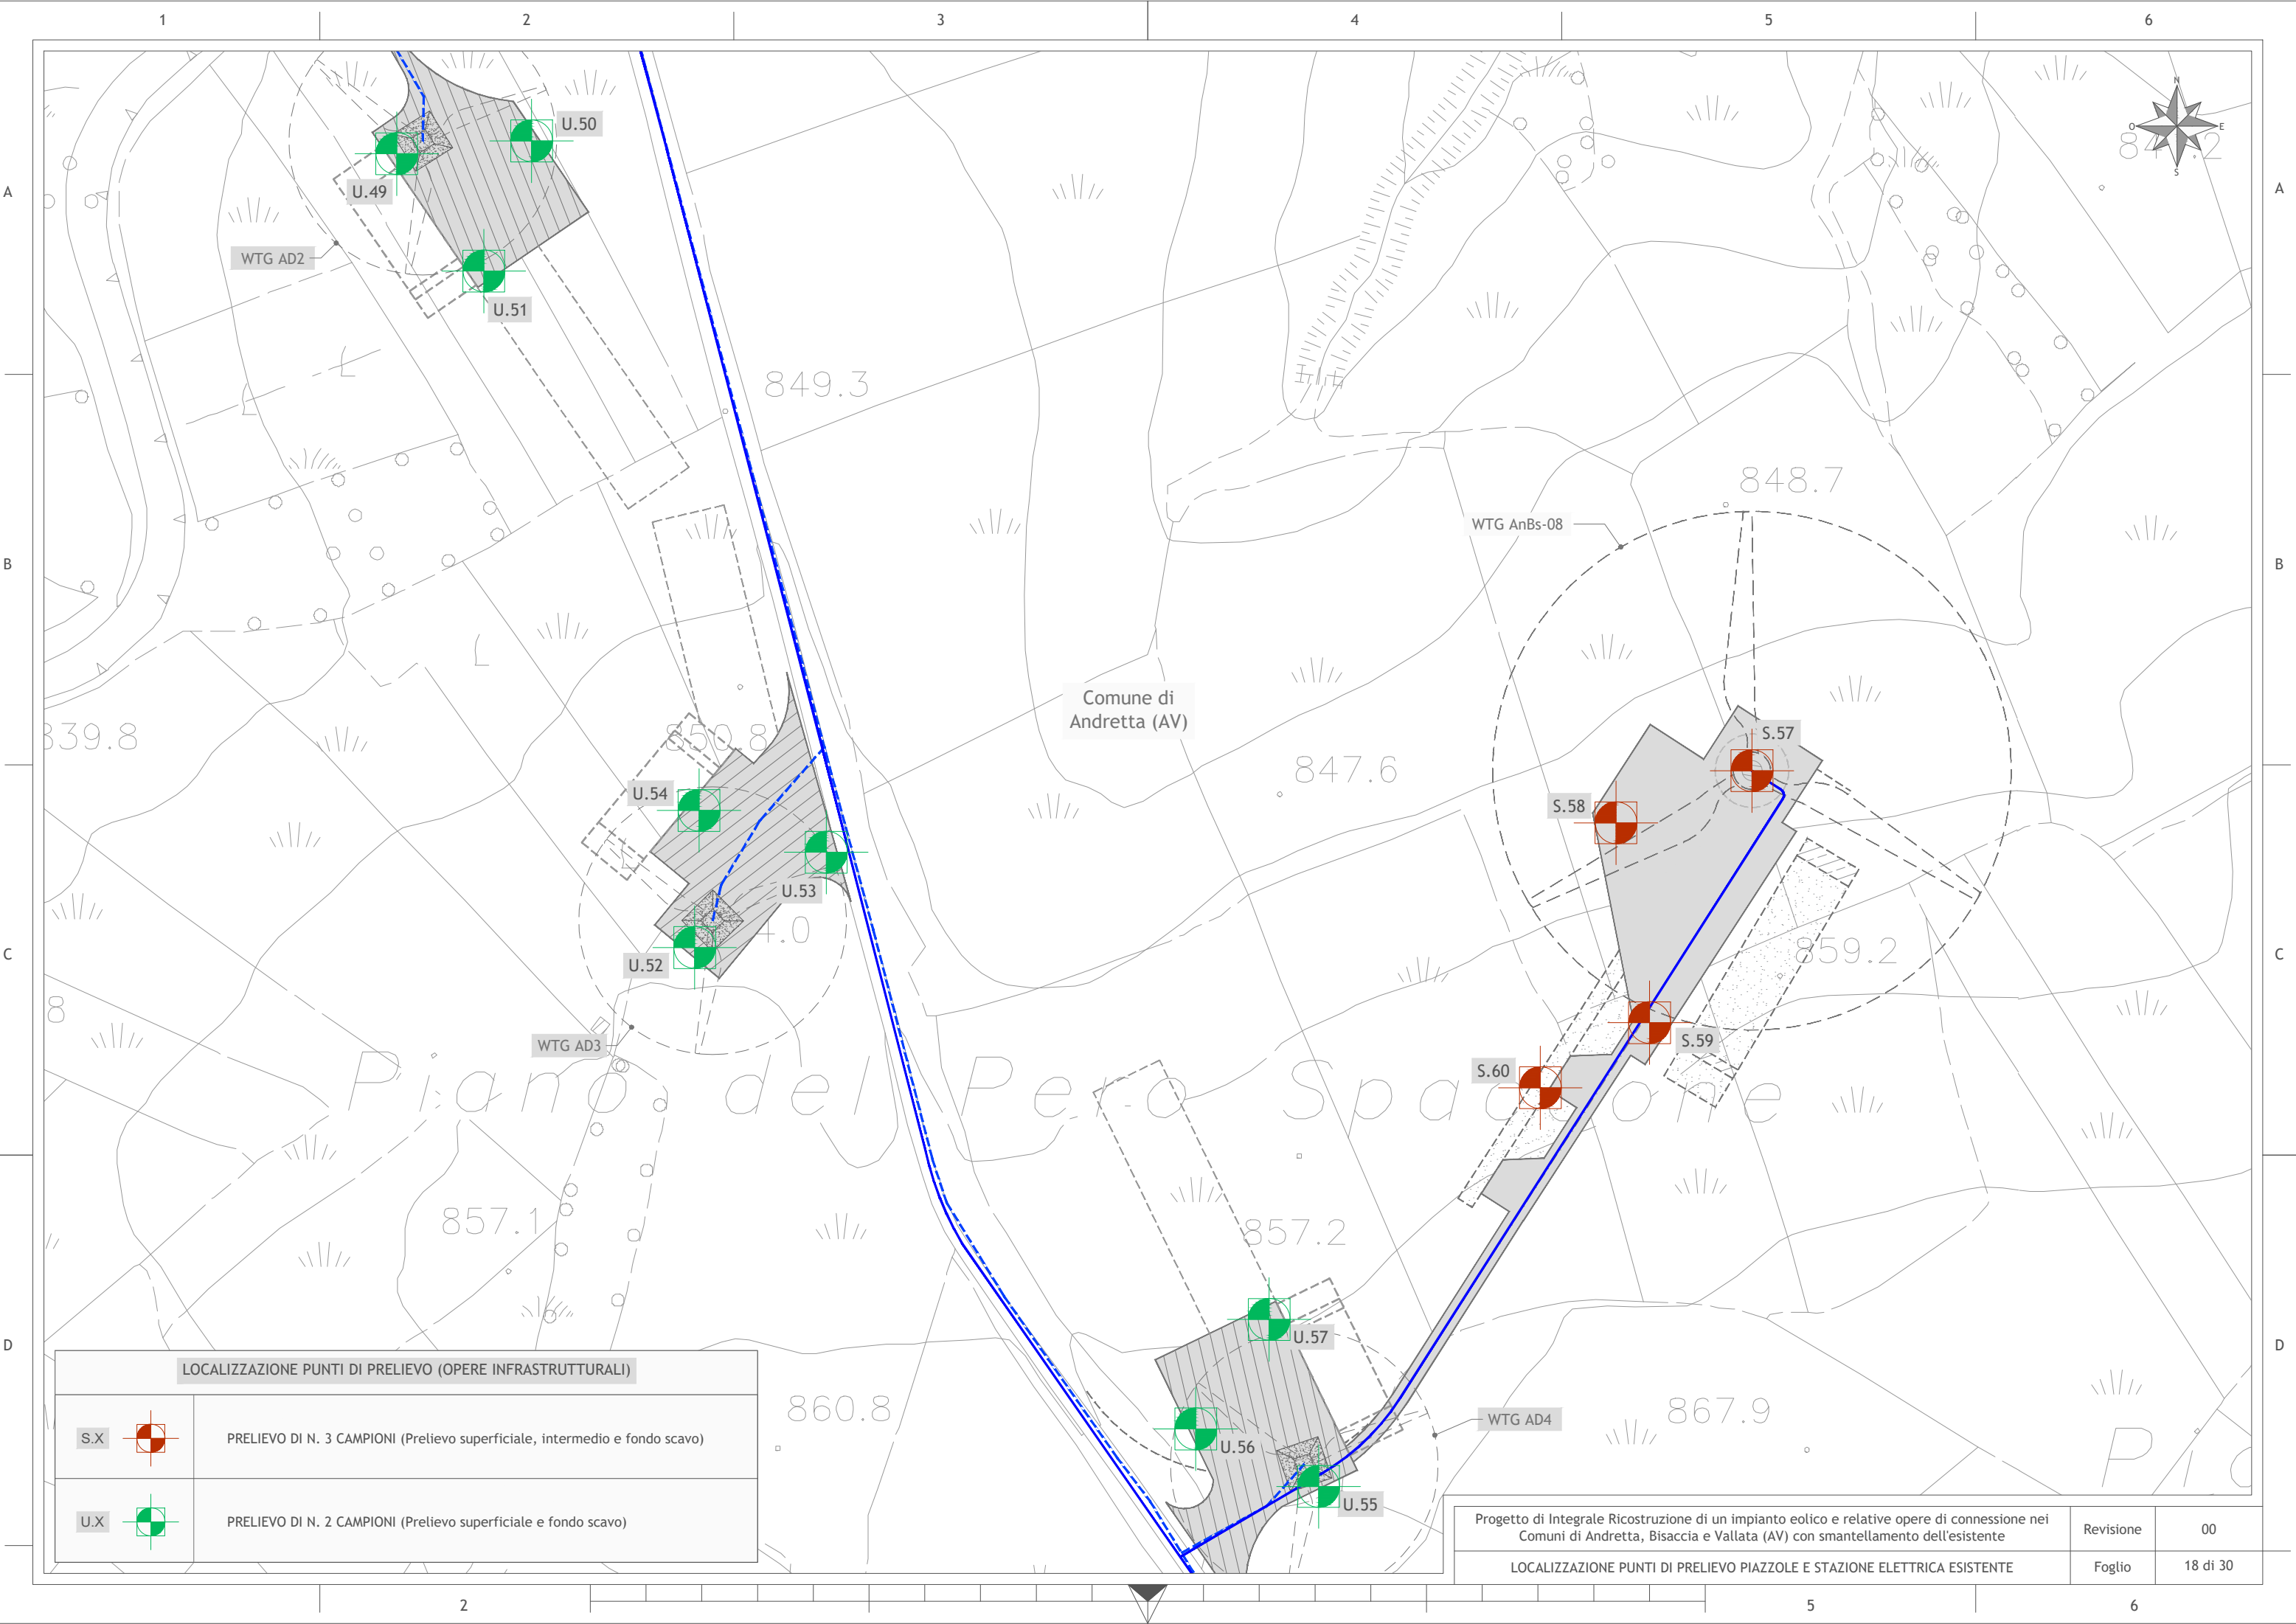 1 2 3 4 5 6
A
A
B
B
C
C
D
D
N
O E
S
U.50
U.49
WTG AD2
U.51
849.3
848.7
WTG AnBs-08
Comune di
Andretta (AV)
839.8
850.8
847.6
S.57
U.54
S.58
U.53
U.52
859.2
WTG AD3
S.59
S.60
8
Piano del Pero Spaccone
857.1
857.2
U.57
860.8
867.9
WTG AD4
U.56
U.55
LOCALIZZAZIONE PUNTI DI PRELIEVO (OPERE INFRASTRUTTURALI)
S.X PRELIEVO DI N. 3 CAMPIONI (Prelievo superficiale, intermedio e fondo scavo)
U.X PRELIEVO DI N. 2 CAMPIONI (Prelievo superficiale e fondo scavo)
Progetto di Integrale Ricostruzione di un impianto eolico e relative opere di connessione nei
Comuni di Andretta, Bisaccia e Vallata (AV) con smantellamento dell'esistente
Revisione 00
LOCALIZZAZIONE PUNTI DI PRELIEVO PIAZZOLE E STAZIONE ELETTRICA ESISTENTE
Foglio 18 di 30
2 5 6